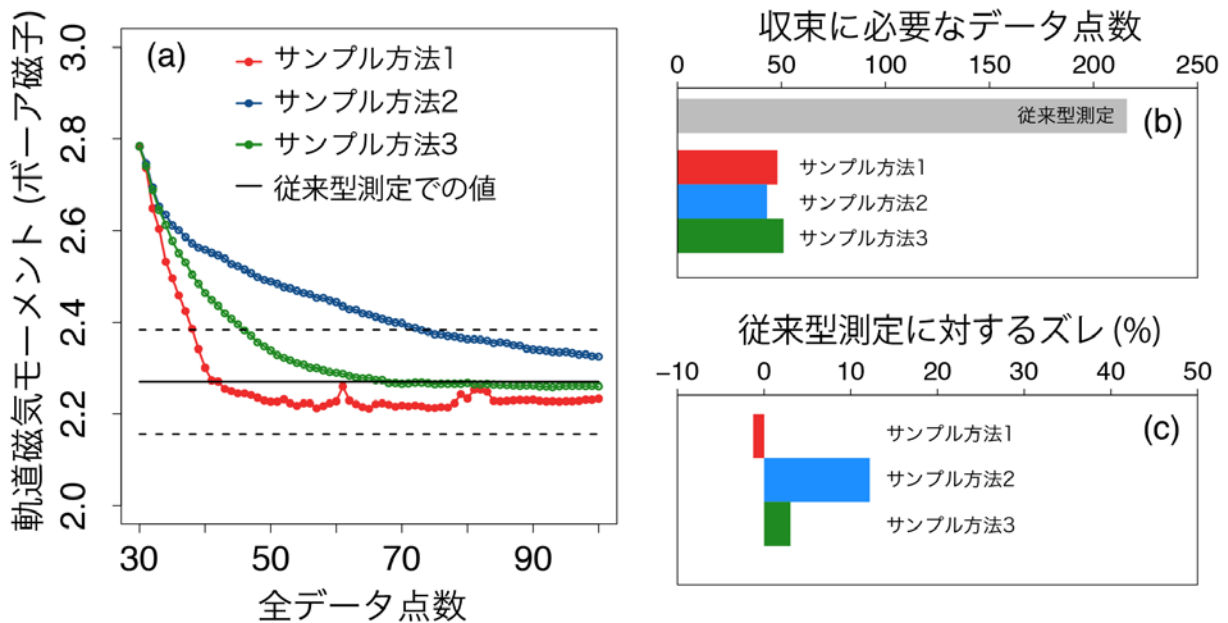 (a)
サンプル方法1
サンプル方法2
サンプル方法3
従来型測定での値
軌道磁気モーメント (ボーア磁子)
3.0
2.8
2.6
2.4
2.2
2.0
30 50 70 90
全データ点数
収束に必要なデータ点数
0 50 100 150 200 250
従来型測定
(b)
サンプル方法1
サンプル方法2
サンプル方法3
従来型測定に対するズレ (%)
−10 0 10 20 30 40 50
(c)
サンプル方法1
サンプル方法2
サンプル方法3